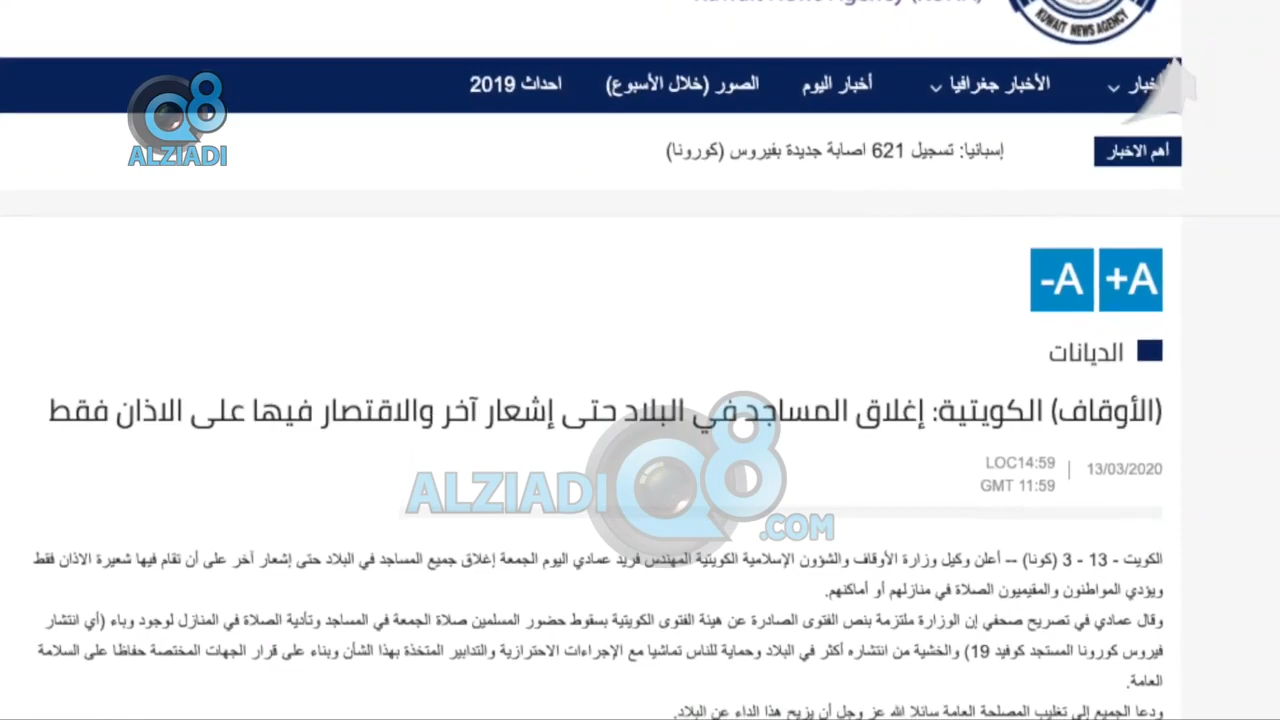 Kuwait News Agency (KUNA)
KUWAIT NEWS AGENCY
الأخبار جغرافيا
أخبار اليوم
الصور (خلال الأسبوع)
احداث 2019
Q8
ALZIADI
أهم الاخبار
إسبانيا: تسجيل 621 اصابة جديدة بفيروس (كورونا)
+A
-A
الديانات
(الأوقاف) الكويتية: إغلاق المساجد في البلاد حتى إشعار آخر والاقتصار فيها على الاذان فقط
13/03/2020 | LOC14:59
GMT 11:59
ALZIADIQ8
.COM
الكويت - 13 - 3 (كونا) -- أعلن وكيل وزارة الأوقاف والشؤون الإسلامية الكويتية المهندس فريد عمادي اليوم الجمعة إغلاق جميع المساجد في البلاد حتى إشعار آخر على أن تقام فيها شعيرة الاذان فقط
ويؤدي المواطنون والمقيميون الصلاة في منازلهم أو أماكنهم.
وقال عمادي في تصريح صحفي إن الوزارة ملتزمة بنص الفتوى الصادرة عن هيئة الفتوى الكويتية بسقوط حضور المسلمين صلاة الجمعة في المساجد وتأدية الصلاة في المنازل لوجود وباء (أي انتشار
فيروس كورونا المستجد كوفيد 19) والخشية من انتشاره أكثر في البلاد وحماية للناس تماشيا مع الإجراءات الاحترازية والتدابير المتخذة بهذا الشأن وبناء على قرار الجهات المختصة حفاظا على السلامة
العامة.
ودعا الجميع إلى تغليب المصلحة العامة سائلا الله عز وجل أن يزيح هذا الداء عن البلاد.